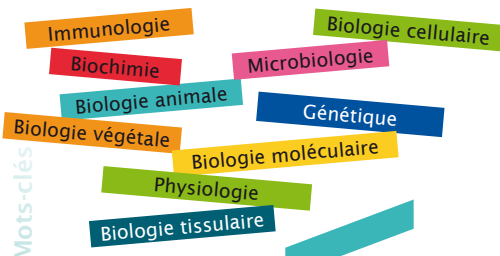 Immunologie
Biologie cellulaire
Biochimie
Microbiologie
Biologie animale
Génétique
Biologie végétale
Biologie moléculaire
Physiologie
Biologie tissulaire
Mots-clés